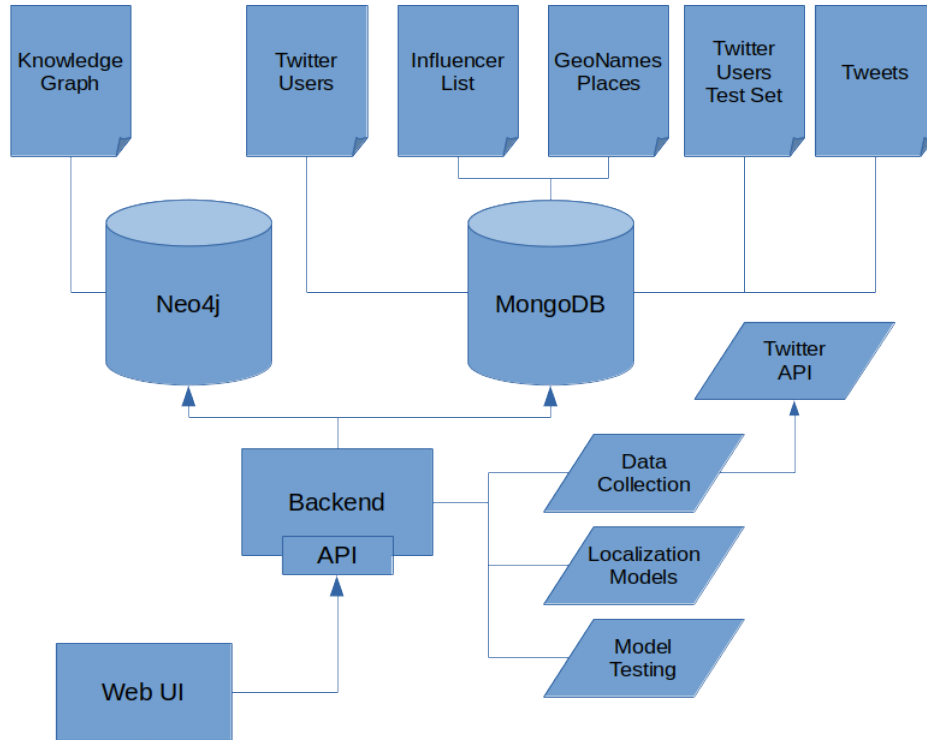 Knowledge
Graph
Twitter
Users
Influencer
List
GeoNames
Places
Twitter
Users
Test Set
Tweets
Neo4j
MongoDB
Twitter
API
Data
Collection
Backend
API
Localization
Models
Model
Testing
Web UI